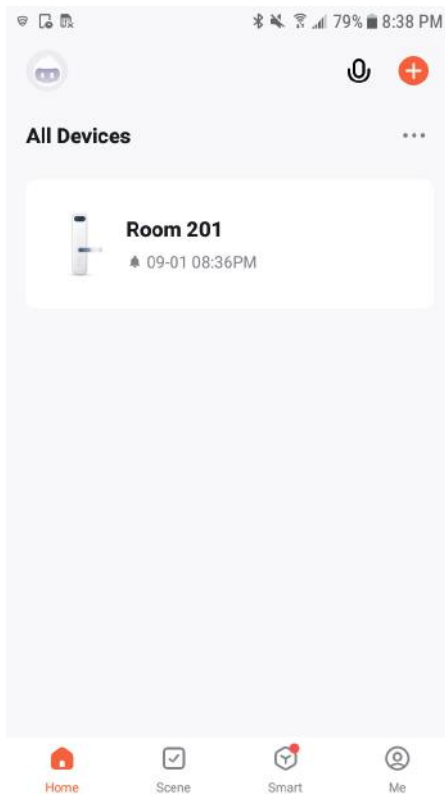 79% 8:38 PM
All Devices
Room 201
09-01 08:36PM
Home Scene Smart Me